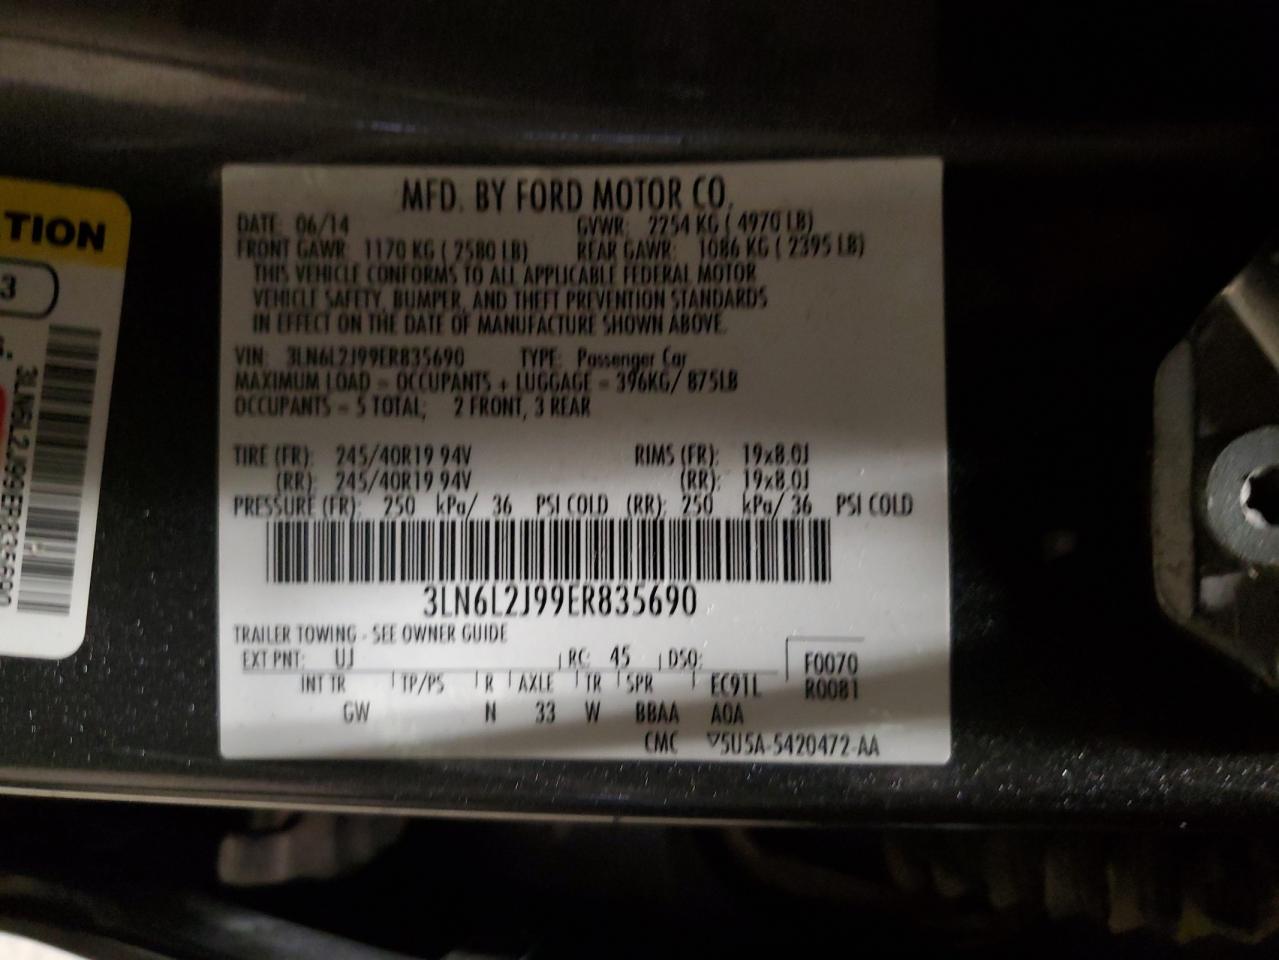 MFD. BY FORD MOTOR CO.
DATE: 06/14 GVWR: 2254 KG ( 4970 LB)
FRONT GAWR: 1170 KG ( 2580 LB) REAR GAWR: 1086 KG ( 2395 LB)
THIS VEHICLE CONFORMS TO ALL APPLICABLE FEDERAL MOTOR
VEHICLE SAFETY, BUMPER, AND THEFT PREVENTION STANDARDS
IN EFFECT ON THE DATE OF MANUFACTURE SHOWN ABOVE.
VIN: 3LN6L2J99ER835690 TYPE: Passenger Car
MAXIMUM LOAD = OCCUPANTS + LUGGAGE = 396KG/ 875LB
OCCUPANTS = 5 TOTAL; 2 FRONT, 3 REAR
TIRE (FR): 245/40R19 94V RIMS (FR): 19x8.0J
(RR): 245/40R19 94V (RR): 19x8.0J
PRESSURE (FR): 250 kPa/ 36 PSI COLD (RR): 250 kPa/ 36 PSI COLD
3LN6L2J99ER835690
TRAILER TOWING - SEE OWNER GUIDE
EXT PNT: UJ RC: 45 DSO: F0070
INT TR TP/PS R AXLE TR SPR EC9TL R0081
GW N 33 W BBAA AOA
CMC ▽5U5A-5420472-AA
TION
3
3LN6L2J99ER835690